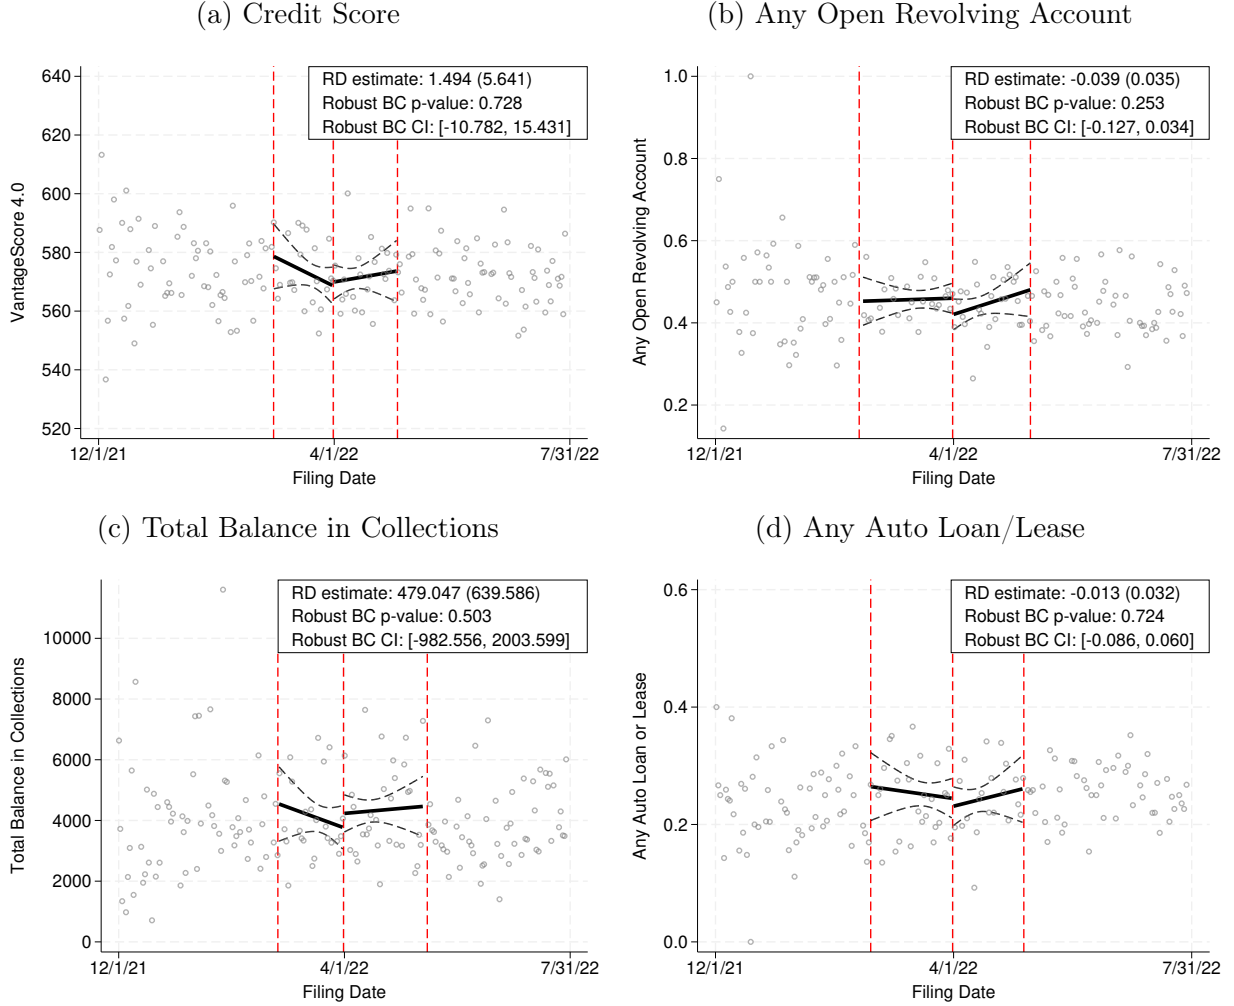 (a) Credit Score
RD estimate: 1.494 (5.641)
Robust BC p-value: 0.728
Robust BC CI: [-10.782, 15.431]
VantageScore 4.0
640
620
600
580
560
540
520
12/1/21 4/1/22 7/31/22
Filing Date
(b) Any Open Revolving Account
RD estimate: -0.039 (0.035)
Robust BC p-value: 0.253
Robust BC CI: [-0.127, 0.034]
Any Open Revolving Account
1.0
0.8
0.6
0.4
0.2
12/1/21 4/1/22 7/31/22
Filing Date
(c) Total Balance in Collections
RD estimate: 479.047 (639.586)
Robust BC p-value: 0.503
Robust BC CI: [-982.556, 2003.599]
Total Balance in Collections
10000
8000
6000
4000
2000
0
12/1/21 4/1/22 7/31/22
Filing Date
(d) Any Auto Loan/Lease
RD estimate: -0.013 (0.032)
Robust BC p-value: 0.724
Robust BC CI: [-0.086, 0.060]
Any Auto Loan or Lease
0.6
0.4
0.2
0.0
12/1/21 4/1/22 7/31/22
Filing Date